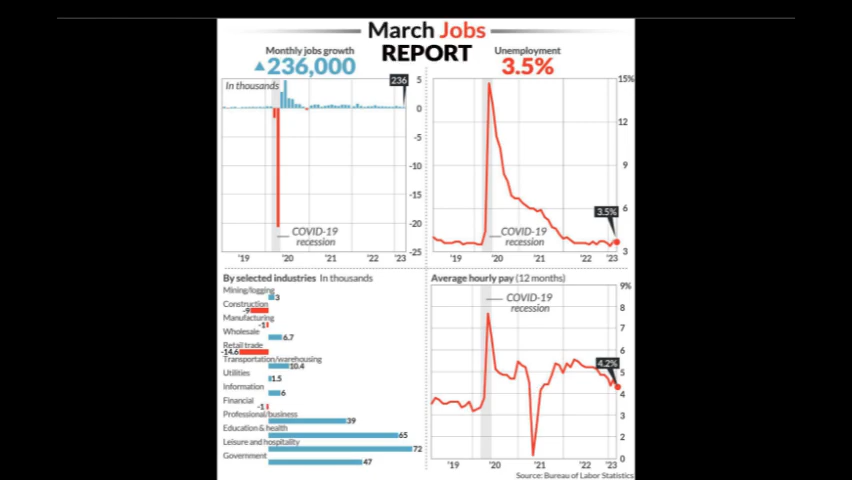 March Jobs
REPORT
Monthly jobs growth
▲236,000
Unemployment
3.5%
In thousands
236
5
0
-5
-10
-15
-20
-25
COVID-19
recession
'19 '20 '21 '22 '23
15%
12
9
6
3
3.5%
COVID-19
recession
'19 '20 '21 '22 '23
By selected industries In thousands
Mining/logging
3
Construction
-9
Manufacturing
-1
Wholesale
6.7
Retail trade
-14.6
Transportation/warehousing
10.4
Utilities
1.5
Information
6
Financial
-1
Professional/business
39
Education & health
65
Leisure and hospitality
72
Government
47
Average hourly pay (12 months)
9%
8
7
6
5
4
3
2
1
0
COVID-19
recession
4.2%
'19 '20 '21 '22 '23
Source: Bureau of Labor Statistics